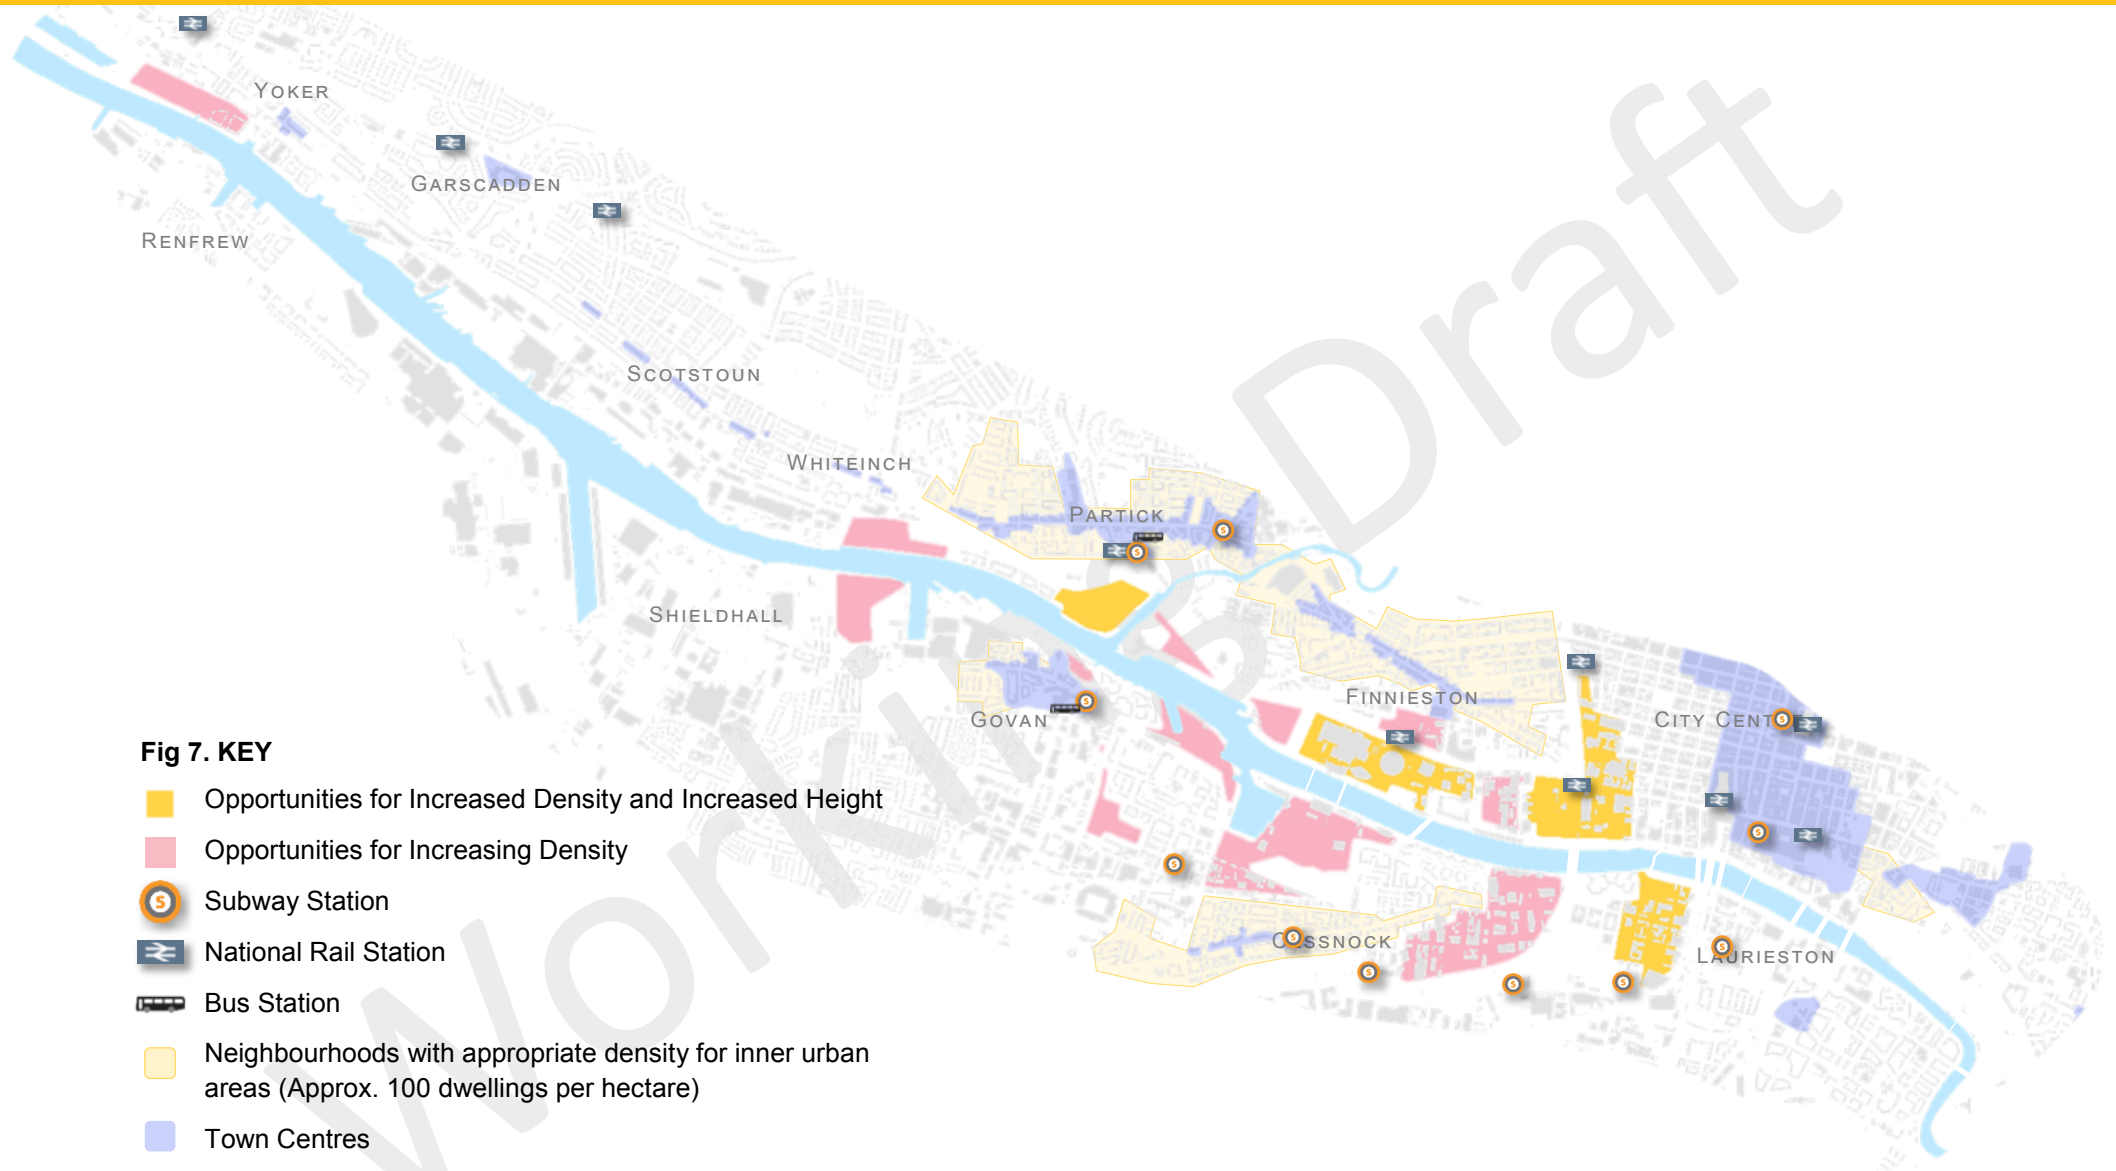 YOKER
GARSCADDEN
RENFREW
SCOTSTOUN
WHITEINCH
PARTICK
SHIELDHALL
GOVAN
FINNIESTON
CITY CENT
CESSNOCK
LAURIESTON
Working Draft
Fig 7. KEY
Opportunities for Increased Density and Increased Height
Opportunities for Increasing Density
S Subway Station
National Rail Station
Bus Station
Neighbourhoods with appropriate density for inner urban
areas (Approx. 100 dwellings per hectare)
Town Centres